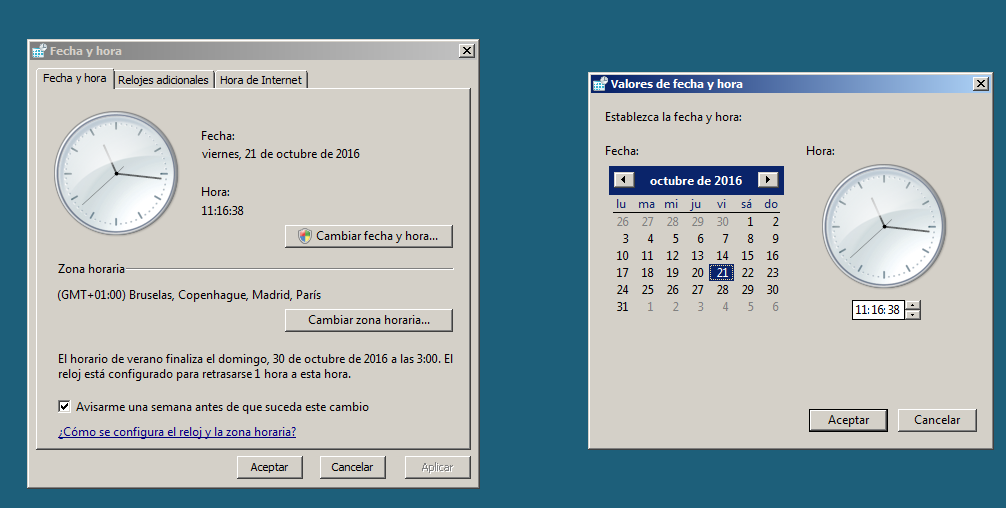 Fecha y hora
Fecha y hora Relojes adicionales Hora de Internet
Fecha:
viernes, 21 de octubre de 2016
Hora:
11:16:38
Cambiar fecha y hora...
Zona horaria
(GMT+01:00) Bruselas, Copenhague, Madrid, París
Cambiar zona horaria...
El horario de verano finaliza el domingo, 30 de octubre de 2016 a las 3:00. El
reloj está configurado para retrasarse 1 hora a esta hora.
Avisarme una semana antes de que suceda este cambio
¿Cómo se configura el reloj y la zona horaria?
Aceptar Cancelar Aplicar
Valores de fecha y hora
Establezca la fecha y hora:
Fecha: Hora:
octubre de 2016
lu ma mi ju vi sá do
26 27 28 29 30 1 2
3 4 5 6 7 8 9
10 11 12 13 14 15 16
17 18 19 20 21 22 23
24 25 26 27 28 29 30
31 1 2 3 4 5 6
11:16:38
Aceptar Cancelar